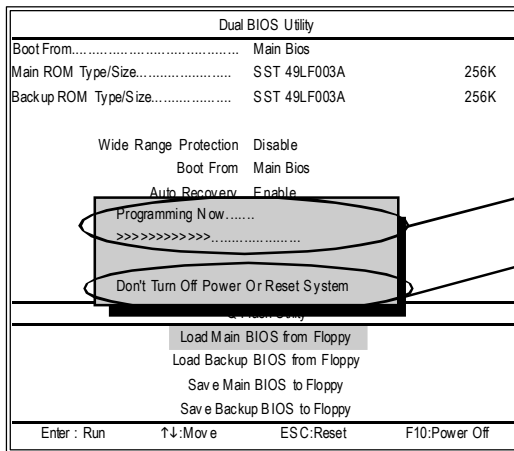 Dual BIOS Utility
Boot From....................................... Main Bios
Main ROM Type/Size...................... SST 49LF003A 256K
Backup ROM Type/Size................... SST 49LF003A 256K
Wide Range Protection Disable
Boot From Main Bios
Auto Recovery Enable
Programming Now......
>>>>>>>>>>>>......................
Don't Turn Off Power Or Reset System
Load Main BIOS from Floppy
Load Backup BIOS from Floppy
Save Main BIOS to Floppy
Save Backup BIOS to Floppy
Enter : Run ↑↓:Move ESC:Reset F10:Power Off